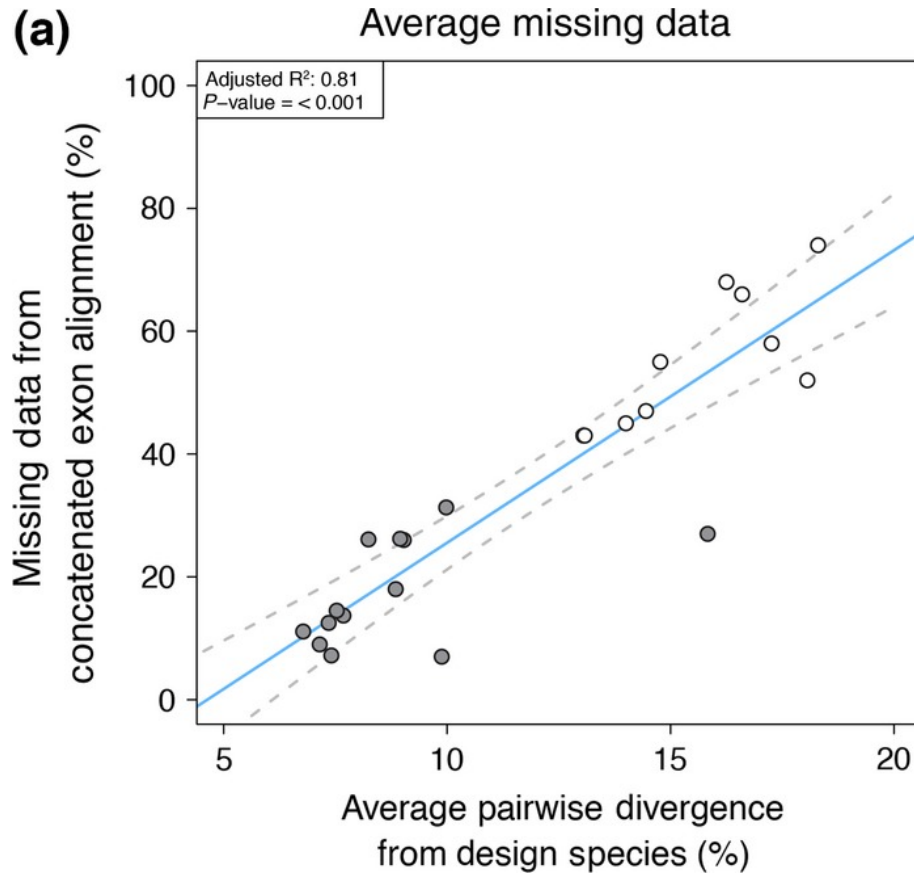 (a)
Average missing data
Adjusted R²: 0.81
P−value = < 0.001
100
80
60
40
20
0
Missing data from
concatenated exon alignment (%)
5
10
15
20
Average pairwise divergence
from design species (%)